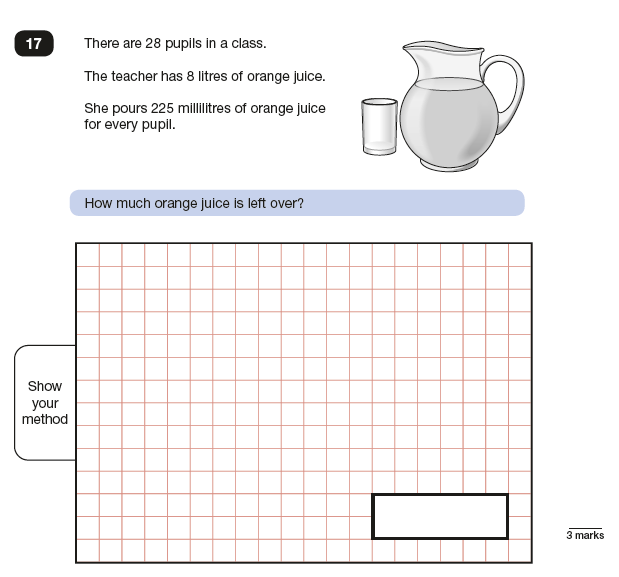 17
There are 28 pupils in a class.
The teacher has 8 litres of orange juice.
She pours 225 millilitres of orange juice
for every pupil.
How much orange juice is left over?
Show
your
method
3 marks